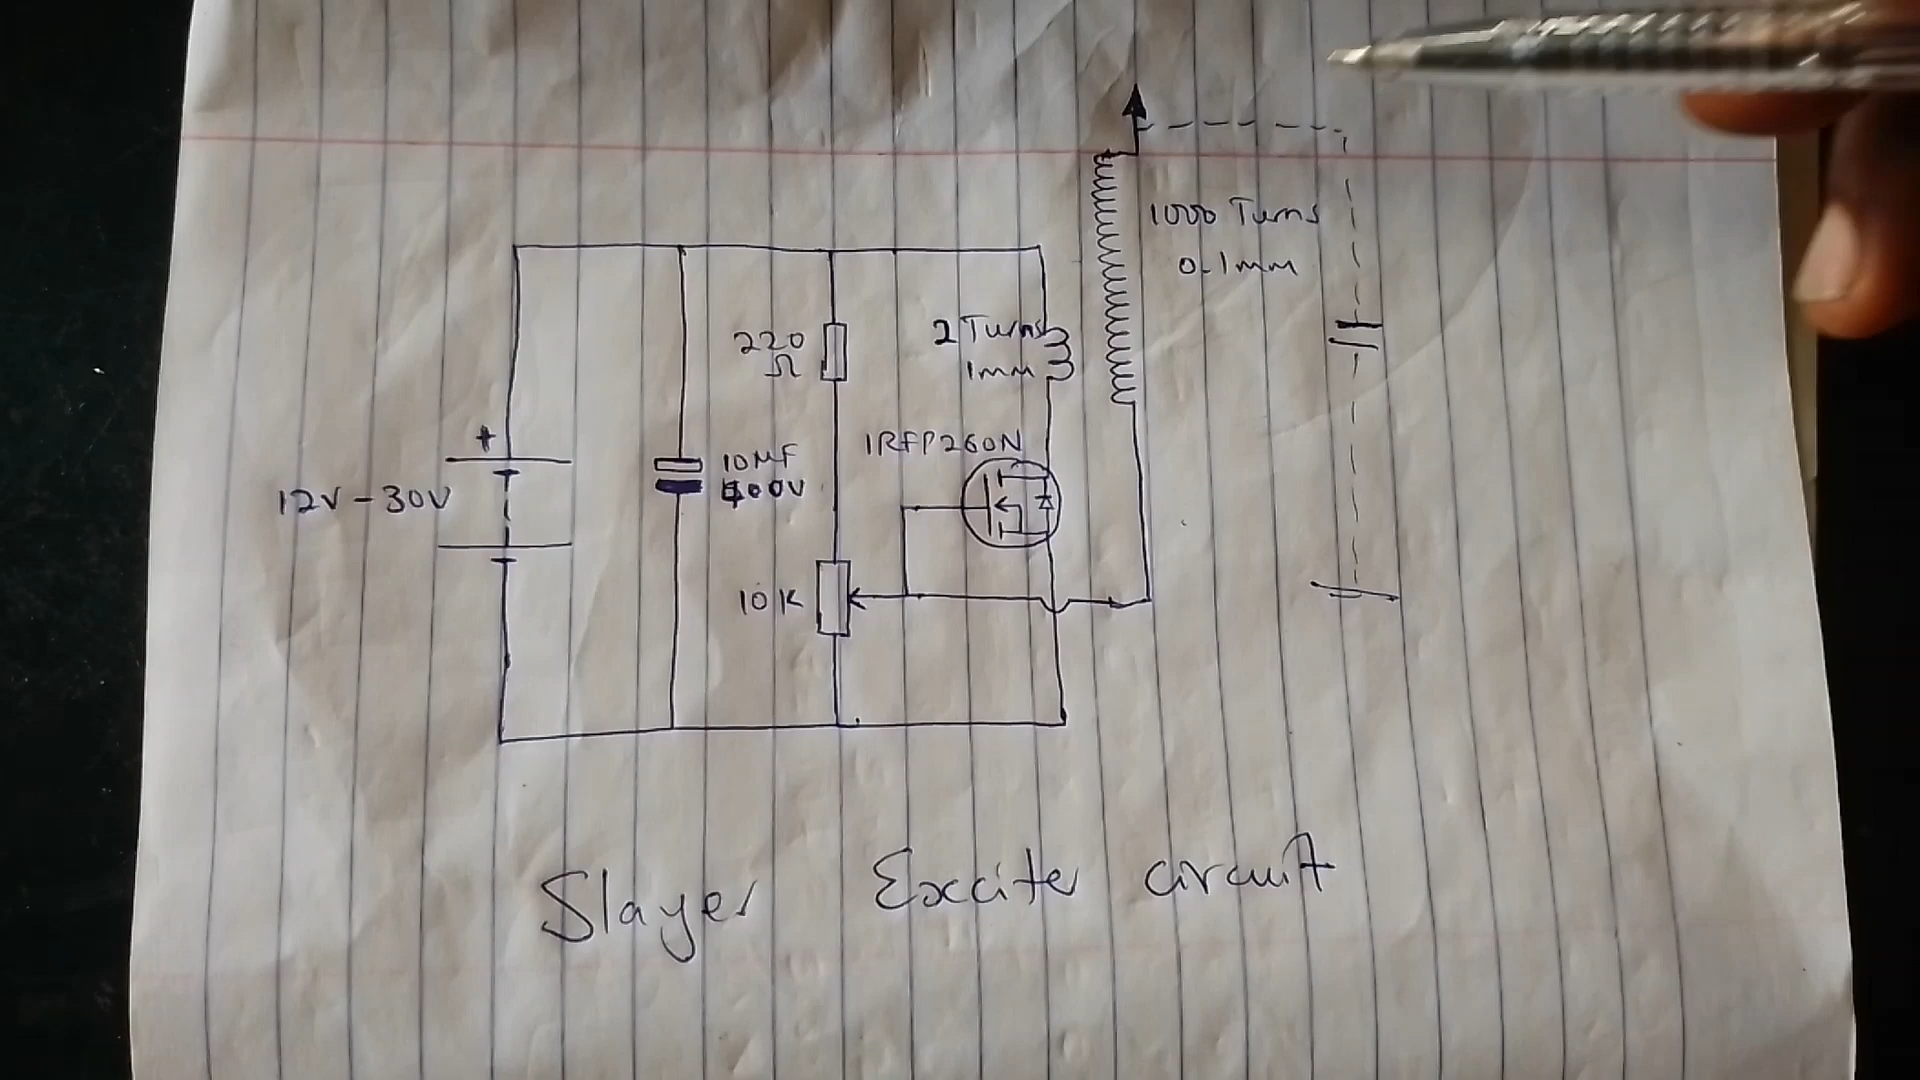 1000 Turns
0.1mm
220
Ω
2 Turns
1mm
+
IRFP260N
12V-30V
10MF
400V
10K
Slayer Exciter circuit